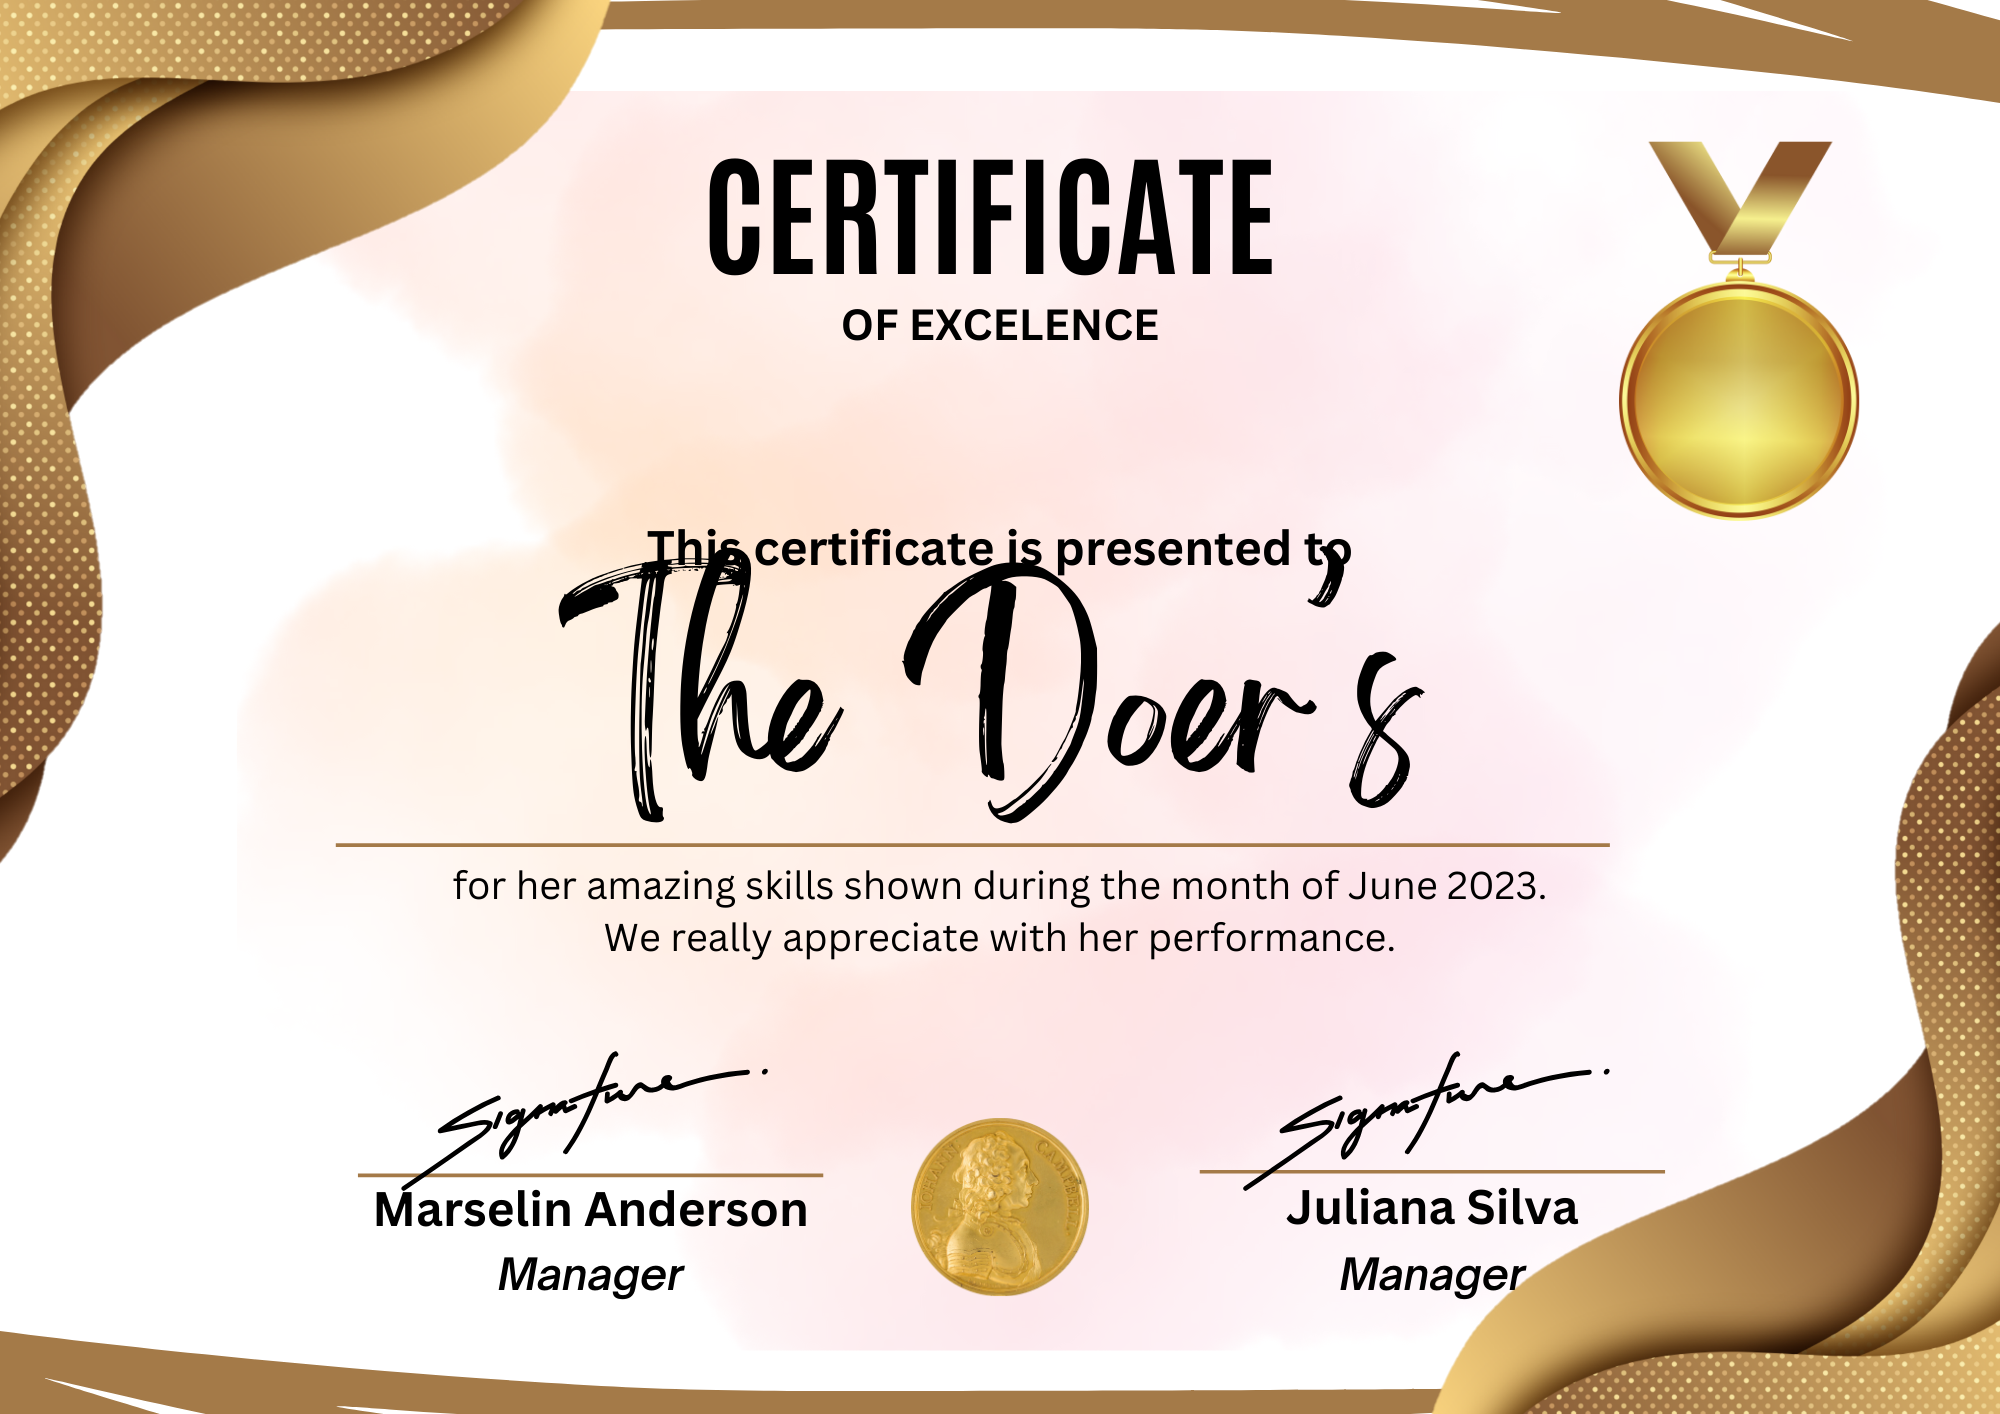 CERTIFICATE
OF EXCELENCE
This certificate is presented to
The Doer's
for her amazing skills shown during the month of June 2023.
We really appreciate with her performance.
Signature
Signature
Marselin Anderson
Juliana Silva
Manager
Manager